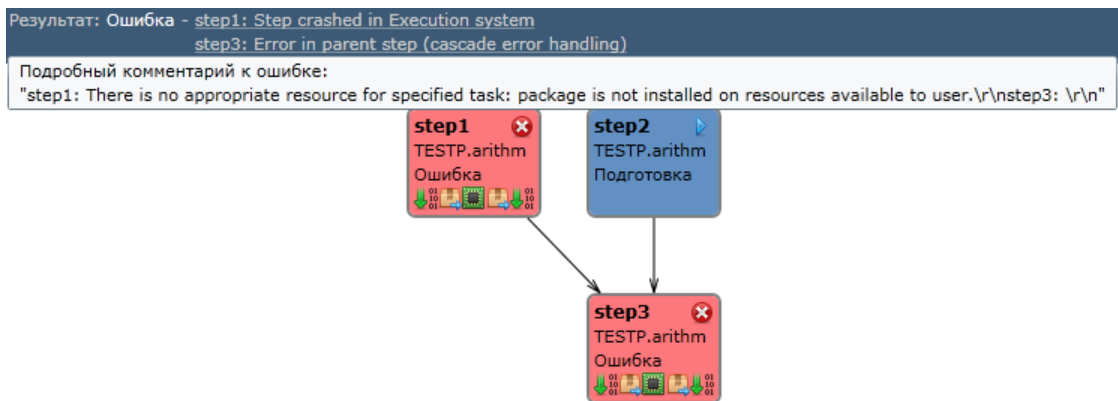 Результат: Ошибка - step1: Step crashed in Execution system
step3: Error in parent step (cascade error handling)
Подробный комментарий к ошибке:
"step1: There is no appropriate resource for specified task: package is not installed on resources available to user.\r\nstep3: \r\n"
step1
TESTP.arithm
Ошибка
step2
TESTP.arithm
Подготовка
step3
TESTP.arithm
Ошибка